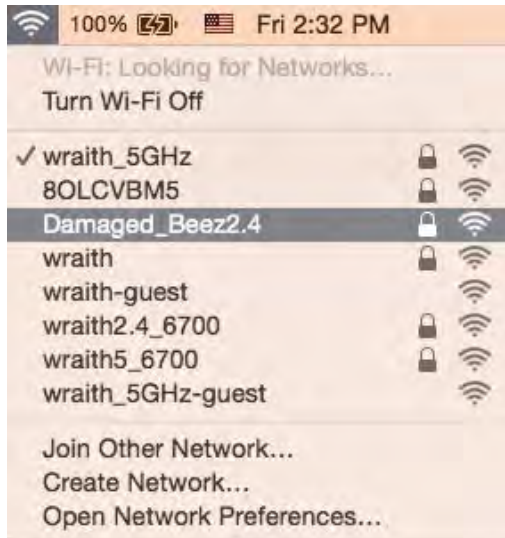 100% Fri 2:32 PM
Wi-Fi: Looking for Networks...
Turn Wi-Fi Off
✓ wraith_5GHz
8OLCVBM5
Damaged_Beez2.4
wraith
wraith-guest
wraith2.4_6700
wraith5_6700
wraith_5GHz-guest
Join Other Network...
Create Network...
Open Network Preferences...